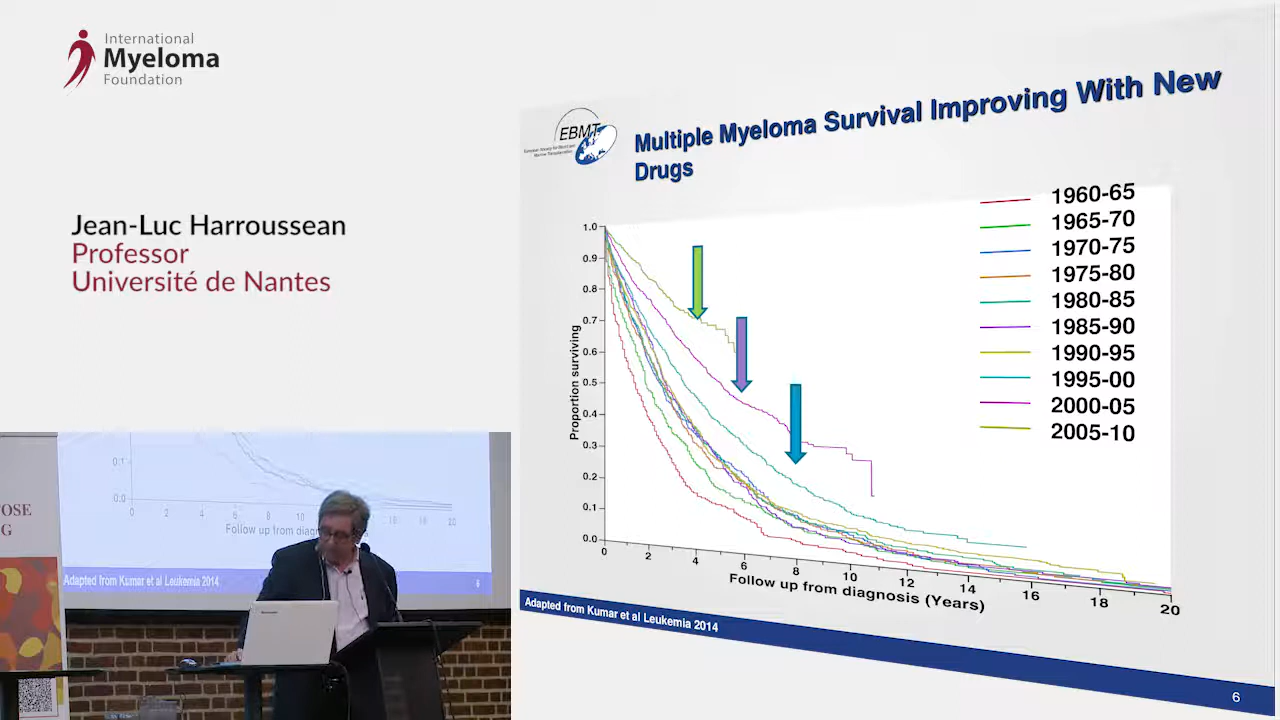 International
Myeloma
Foundation
Jean-Luc Harroussean
Professor
Université de Nantes
EBMT
Multiple Myeloma Survival Improving With New
Drugs
1960-65
1965-70
1970-75
1975-80
1980-85
1985-90
1990-95
1995-00
2000-05
2005-10
Proportion surviving
1.0
0.9
0.8
0.7
0.6
0.5
0.4
0.3
0.2
0.1
0.0
0 2 4 6 8 10 12 14 16 18 20
Follow up from diagnosis (Years)
Adapted from Kumar et al Leukemia 2014
6
OSE
G
0.1
0.0
0 2 4 6 8 10 16 18 20
Follow up from diag
Adapted from Kumar et al Leukemia 2014
6